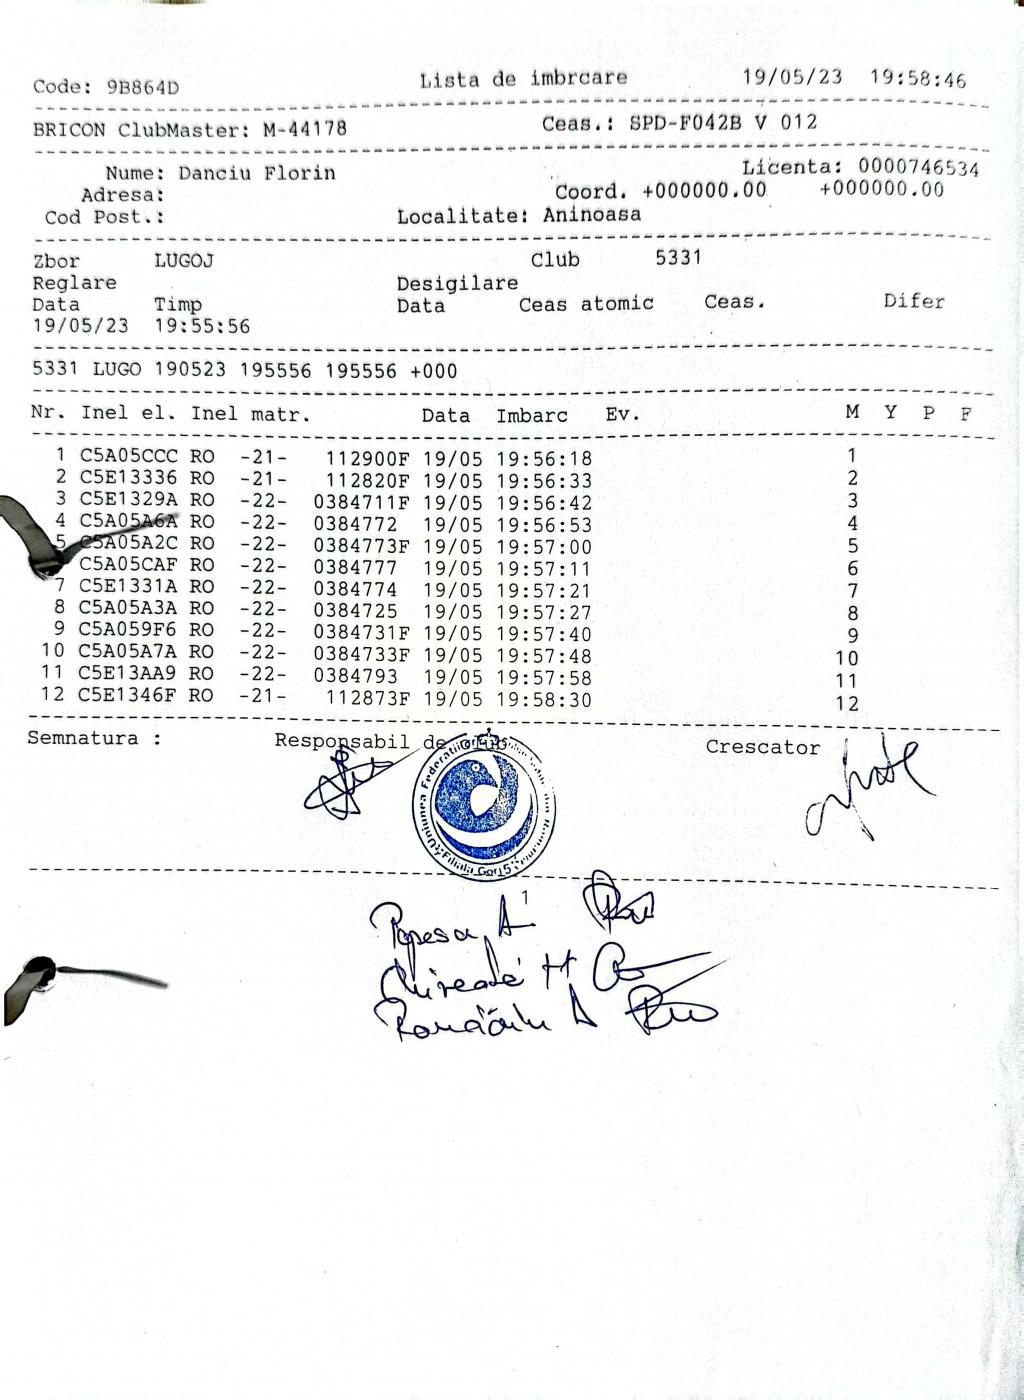 Code: 9B864D Lista de imbrcare 19/05/23 19:58:46
BRICON ClubMaster: M-44178 Ceas.: SPD-F042B V 012
Nume: Danciu Florin Licenta: 0000746534
Adresa: Coord. +000000.00 +000000.00
Cod Post.: Localitate: Aninoasa
Zbor LUGOJ Club 5331
Reglare Desigilare
Data Timp Data Ceas atomic Ceas. Difer
19/05/23 19:55:56
5331 LUGO 190523 195556 195556 +000
Nr. Inel el. Inel matr. Data Imbarc Ev. M Y P F
1 C5A05CCC RO -21- 112900F 19/05 19:56:18 1
2 C5E13336 RO -21- 112820F 19/05 19:56:33 2
3 C5E1329A RO -22- 0384711F 19/05 19:56:42 3
4 C5A05A6A RO -22- 0384772 19/05 19:56:53 4
5 C5A05A2C RO -22- 0384773F 19/05 19:57:00 5
C5A05CAF RO -22- 0384777 19/05 19:57:11 6
7 C5E1331A RO -22- 0384774 19/05 19:57:21 7
8 C5A05A3A RO -22- 0384725 19/05 19:57:27 8
9 C5A059F6 RO -22- 0384731F 19/05 19:57:40 9
10 C5A05A7A RO -22- 0384733F 19/05 19:57:48 10
11 C5E13AA9 RO -22- 0384793 19/05 19:57:58 11
12 C5E1346F RO -21- 112873F 19/05 19:58:30 12
Semnatura : Responsabil de Club Crescator
Filiala Gorj
1
Popescu A